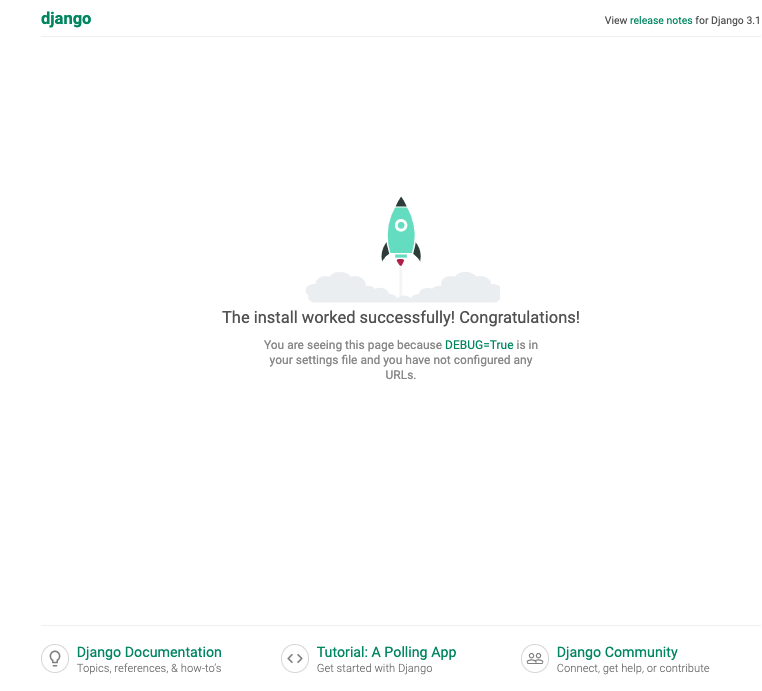 django
View release notes for Django 3.1
The install worked successfully! Congratulations!
You are seeing this page because DEBUG=True is in
your settings file and you have not configured any
URLs.
Django Documentation
Topics, references, & how-to's
Tutorial: A Polling App
Get started with Django
Django Community
Connect, get help, or contribute